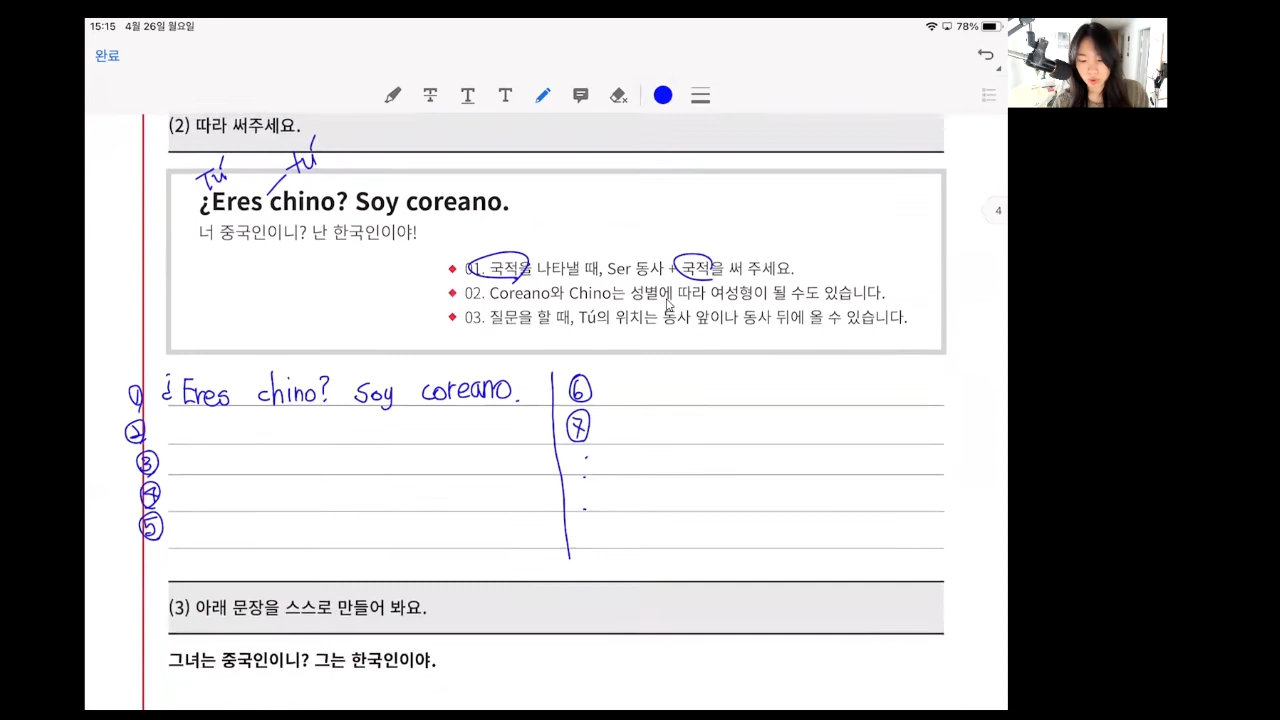 15:15 4월 26일 월요일 78%
완료
(2) 따라 써주세요.
Tú tú
¿Eres chino? Soy coreano.
너 중국인이니? 난 한국인이야!
01. 국적을 나타낼 때, Ser 동사 + 국적을 써 주세요.
4
02. Coreano와 Chino는 성별에 따라 여성형이 될 수도 있습니다.
03. 질문을 할 때, Tú의 위치는 동사 앞이나 동사 뒤에 올 수 있습니다.
① ¿Eres chino? Soy coreano. ⑥
② ⑦
③
④
⑤
(3) 아래 문장을 스스로 만들어 봐요.
그녀는 중국인이니? 그는 한국인이야.